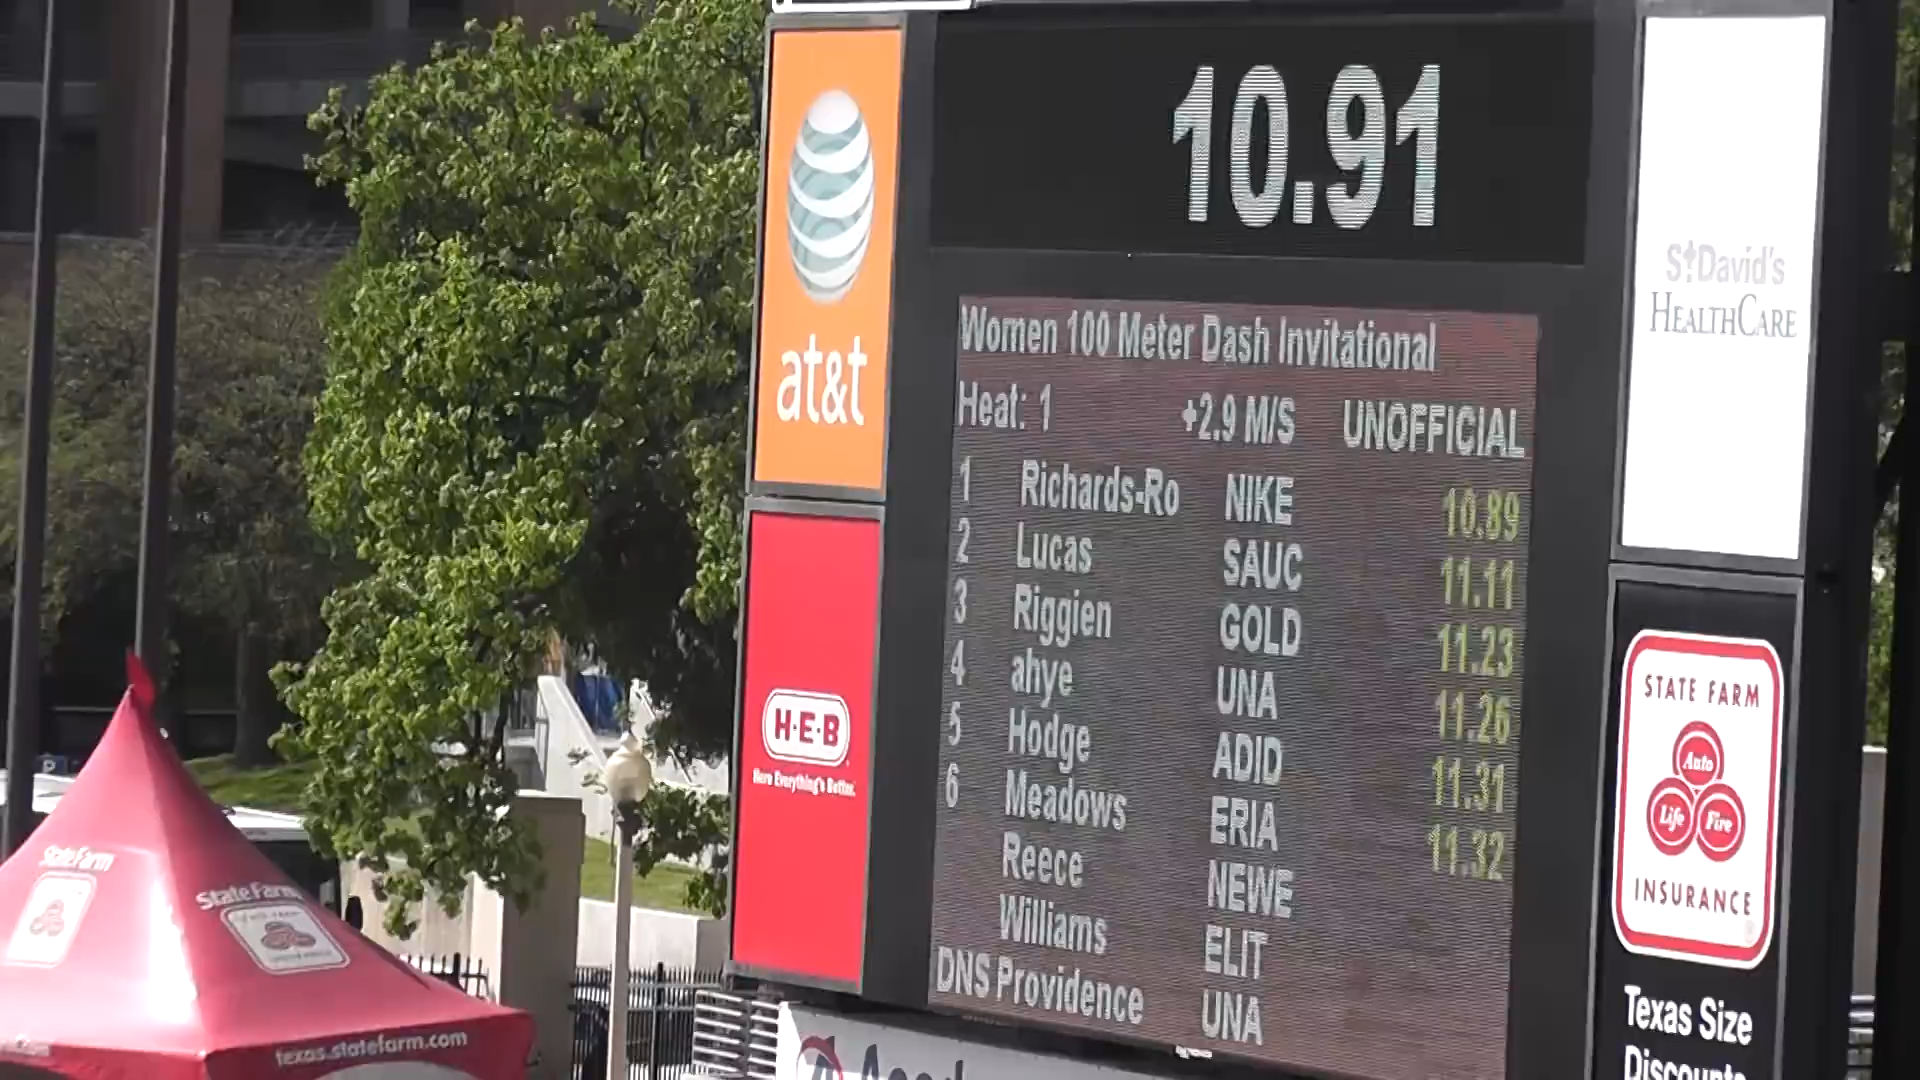 10.91
at&t
Women 100 Meter Dash Invitational
Heat: 1 +2.9 M/S UNOFFICIAL
1 Richards-Ro NIKE 10.89
2 Lucas SAUC 11.11
3 Riggien GOLD 11.23
4 ahye UNA 11.26
5 Hodge ADID 11.31
6 Meadows ERIA 11.32
Reece NEWE
Williams ELIT
DNS Providence UNA
H-E-B
Here Everything's Better.
St David's
HEALTHCARE
STATE FARM
Auto
Life Fire
INSURANCE
Texas Size
Discounts
State Farm
State Farm
texas.statefarm.com